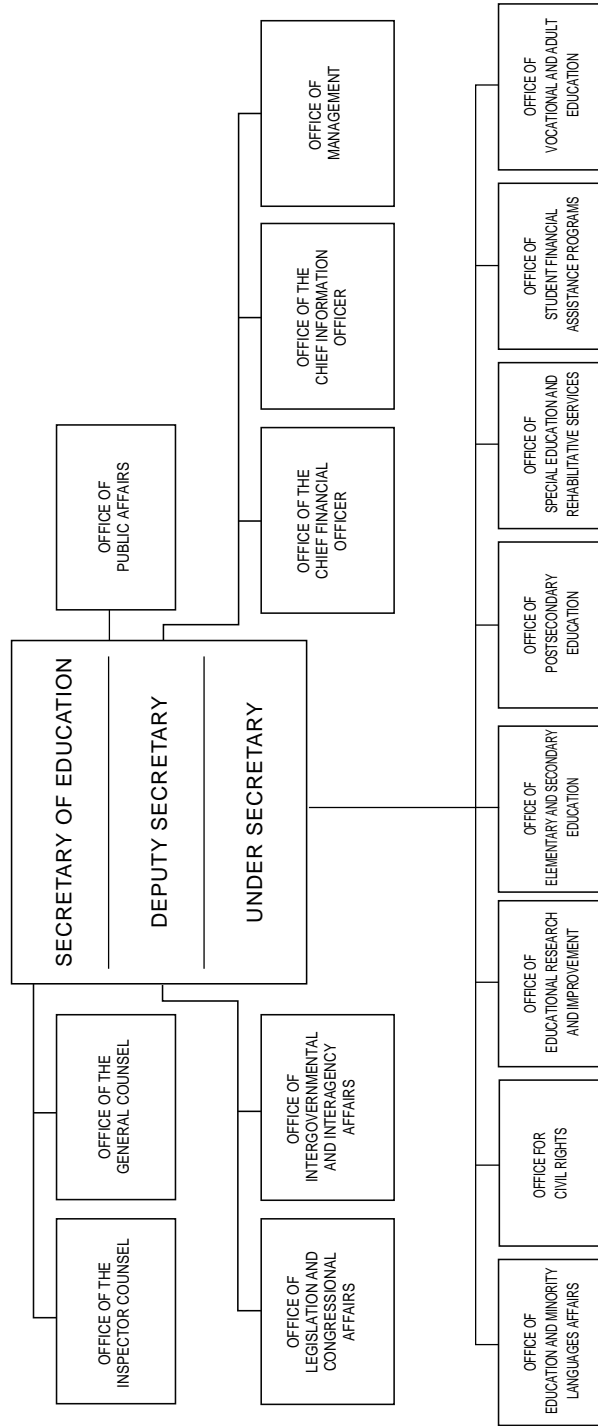 SECRETARY OF EDUCATION
DEPUTY SECRETARY
UNDER SECRETARY
OFFICE OF THE
INSPECTOR COUNSEL
OFFICE OF THE
GENERAL COUNSEL
OFFICE OF
PUBLIC AFFAIRS
OFFICE OF
LEGISLATION AND
CONGRESSIONAL
AFFAIRS
OFFICE OF
INTERGOVERNMENTAL
AND INTERAGENCY
AFFAIRS
OFFICE OF THE
CHIEF FINANCIAL
OFFICER
OFFICE OF THE
CHIEF INFORMATION
OFFICER
OFFICE OF
MANAGEMENT
OFFICE OF
EDUCATION AND MINORITY
LANGUAGES AFFAIRS
OFFICE FOR
CIVIL RIGHTS
OFFICE OF
EDUCATIONAL RESEARCH
AND IMPROVEMENT
OFFICE OF
ELEMENTARY AND SECONDARY
EDUCATION
OFFICE OF
POSTSECONDARY
EDUCATION
OFFICE OF
SPECIAL EDUCATION AND
REHABILITATIVE SERVICES
OFFICE OF
STUDENT FINANCIAL
ASSISTANCE PROGRAMS
OFFICE OF
VOCATIONAL AND ADULT
EDUCATION